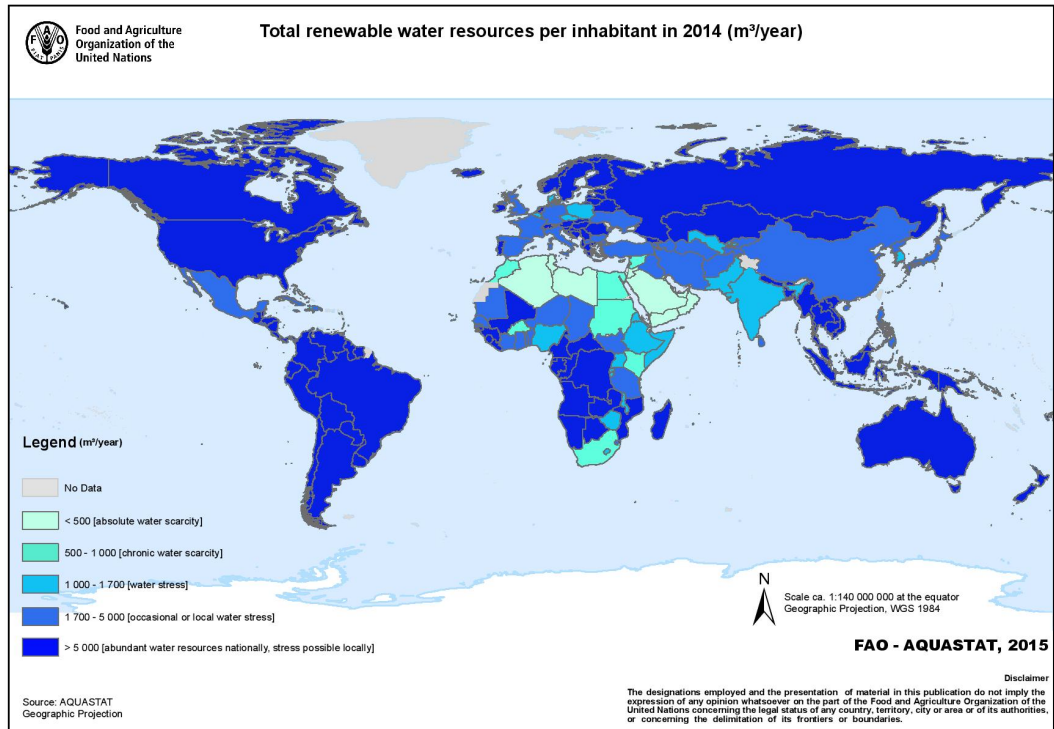 Food and Agriculture
Organization of the
United Nations
F A O
FIAT PANIS
Total renewable water resources per inhabitant in 2014 (m³/year)
Legend (m³/year)
No Data
< 500 [absolute water scarcity]
500 - 1 000 [chronic water scarcity]
1 000 - 1 700 [water stress]
1 700 - 5 000 [occasional or local water stress]
> 5 000 [abundant water resources nationally, stress possible locally]
N
Scale ca. 1:140 000 000 at the equator
Geographic Projection, WGS 1984
FAO - AQUASTAT, 2015
Source: AQUASTAT
Geographic Projection
Disclaimer
The designations employed and the presentation of material in this publication do not imply the
expression of any opinion whatsoever on the part of the Food and Agriculture Organization of the
United Nations concerning the legal status of any country, territory, city or area or of its authorities,
or concerning the delimitation of its frontiers or boundaries.